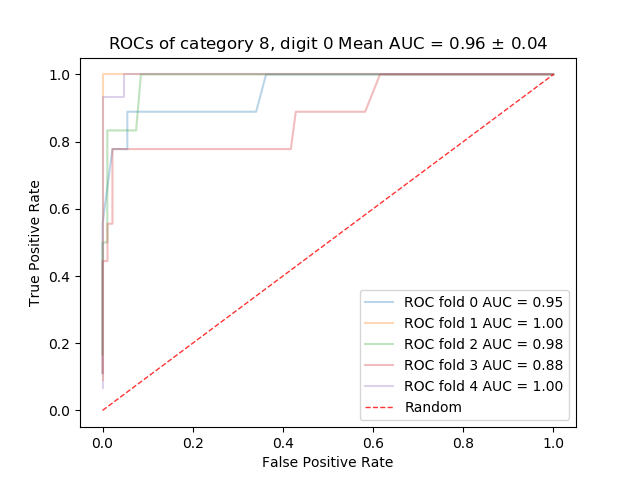 ROCs of category 8, digit 0 Mean AUC = 0.96 ± 0.04
True Positive Rate
1.0
0.8
0.6
0.4
0.2
0.0
ROC fold 0 AUC = 0.95
ROC fold 1 AUC = 1.00
ROC fold 2 AUC = 0.98
ROC fold 3 AUC = 0.88
ROC fold 4 AUC = 1.00
Random
0.0 0.2 0.4 0.6 0.8 1.0
False Positive Rate